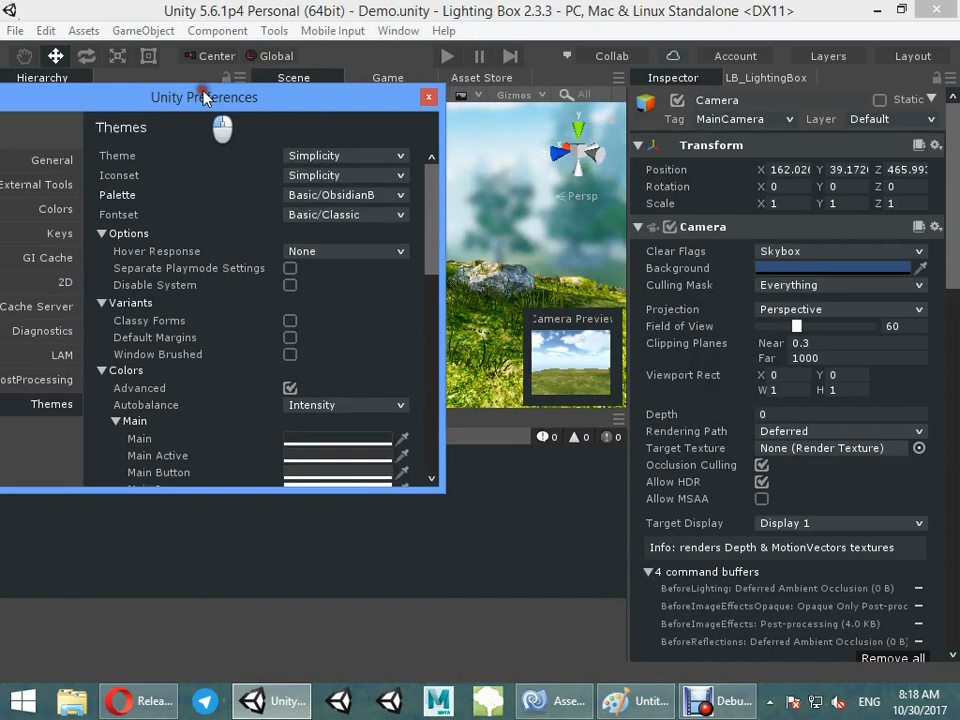 Unity 5.6.1p4 Personal (64bit) - Demo.unity - Lighting Box 2.3.3 - PC, Mac & Linux Standalone <DX11>
File Edit Assets GameObject Component Tools Mobile Input Window Help
Center Global Collab Account Layers Layout
Hierarchy Scene Game Asset Store Inspector LB_LightingBox
Unity Preferences
Gizmos All
Camera Static
Tag MainCamera Layer Default
Themes
General
External Tools
Colors
Keys
GI Cache
2D
Cache Server
Diagnostics
LAM
PostProcessing
Themes
Theme Simplicity
Iconset Simplicity
Palette Basic/ObsidianB
Fontset Basic/Classic
Options
Hover Response None
Separate Playmode Settings
Disable System
Variants
Classy Forms
Default Margins
Window Brushed
Colors
Advanced
Autobalance Intensity
Main
Main
Main Active
Main Button
y
Persp
Camera Preview
0 0 0
Transform
Position X 162.026 Y 39.1726 Z 465.993
Rotation X 0 Y 0 Z 0
Scale X 1 Y 1 Z 1
Camera
Clear Flags Skybox
Background
Culling Mask Everything
Projection Perspective
Field of View 60
Clipping Planes Near 0.3
Far 1000
Viewport Rect X 0 Y 0
W 1 H 1
Depth 0
Rendering Path Deferred
Target Texture None (Render Texture)
Occlusion Culling
Allow HDR
Allow MSAA
Target Display Display 1
Info: renders Depth & MotionVectors textures
4 command buffers
BeforeLighting: Deferred Ambient Occlusion (0 B)
BeforeImageEffectsOpaque: Opaque Only Post-proc
BeforeImageEffects: Post-processing (4.0 KB)
BeforeReflections: Deferred Ambient Occlusion (0 B)
Remove all
Relea... Unity... Asse... Untit... Debu... ENG
8:18 AM
10/30/2017